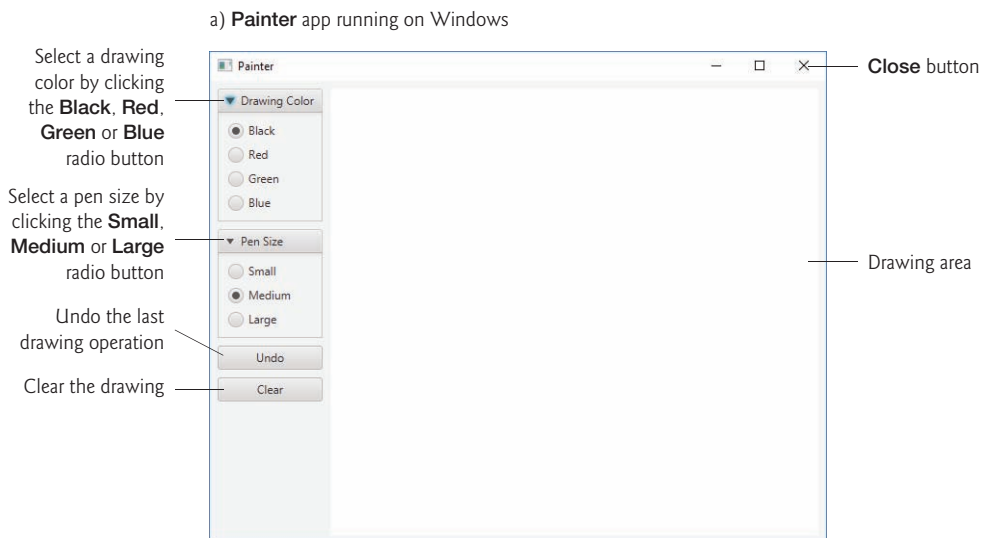 a) Painter app running on Windows
Select a drawing
color by clicking
the Black, Red,
Green or Blue
radio button
Select a pen size by
clicking the Small,
Medium or Large
radio button
Undo the last
drawing operation
Clear the drawing
Painter
Drawing Color
Black
Red
Green
Blue
Pen Size
Small
Medium
Large
Undo
Clear
Close button
Drawing area